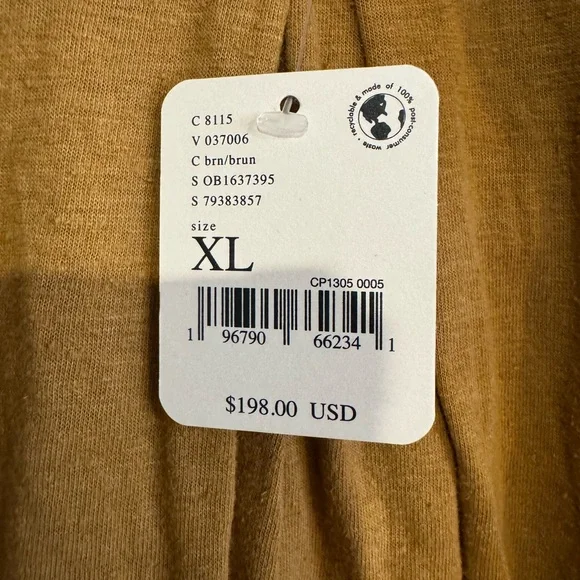 recyclable & made of 100% post-consumer waste •
C 8115
V 037006
C brn/brun
S OB1637395
S 79383857
size
XL
CP1305 0005
1 96790 66234 1
$198.00 USD